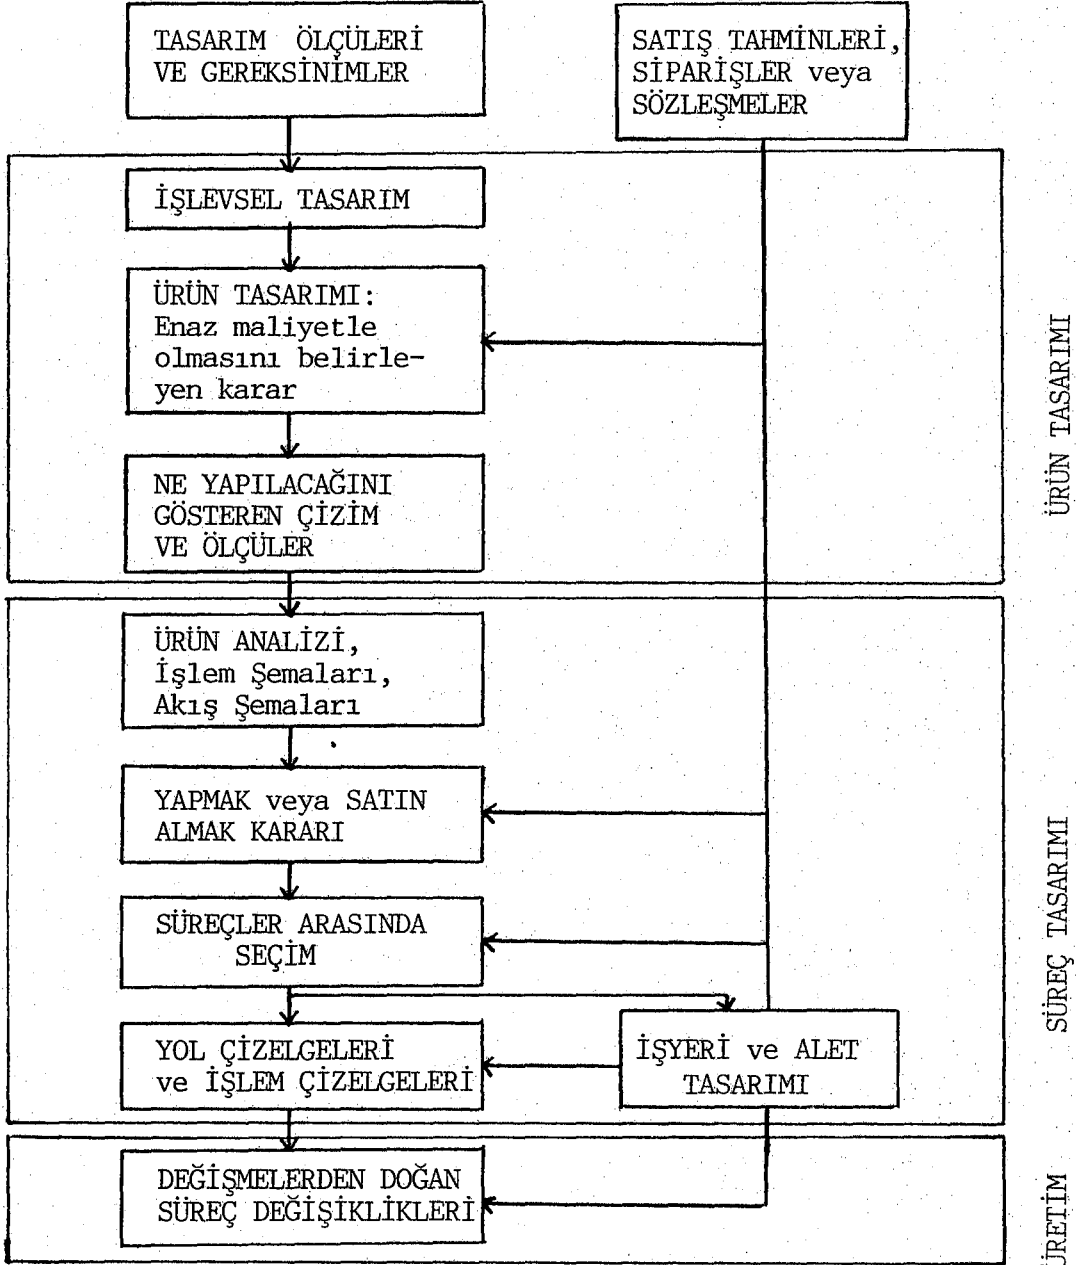 TASARIM ÖLÇÜLERİ
VE GEREKSİNİMLER
SATIŞ TAHMİNLERİ,
SİPARİŞLER veya
SÖZLEŞMELER
İŞLEVSEL TASARIM
ÜRÜN TASARIMI:
Enaz maliyetle
olmasını belirle-
yen karar
NE YAPILACAĞINI
GÖSTEREN ÇİZİM
VE ÖLÇÜLER
ÜRÜN TASARIMI
ÜRÜN ANALİZİ,
İşlem Şemaları,
Akış Şemaları
YAPMAK veya SATIN
ALMAK KARARI
SÜREÇLER ARASINDA
SEÇİM
YOL ÇİZELGELERİ
ve İŞLEM ÇİZELGELERİ
İŞYERİ ve ALET
TASARIMI
SÜREÇ TASARIMI
DEĞİŞMELERDEN DOĞAN
SÜREÇ DEĞİŞİKLİKLERİ
ÜRETİM